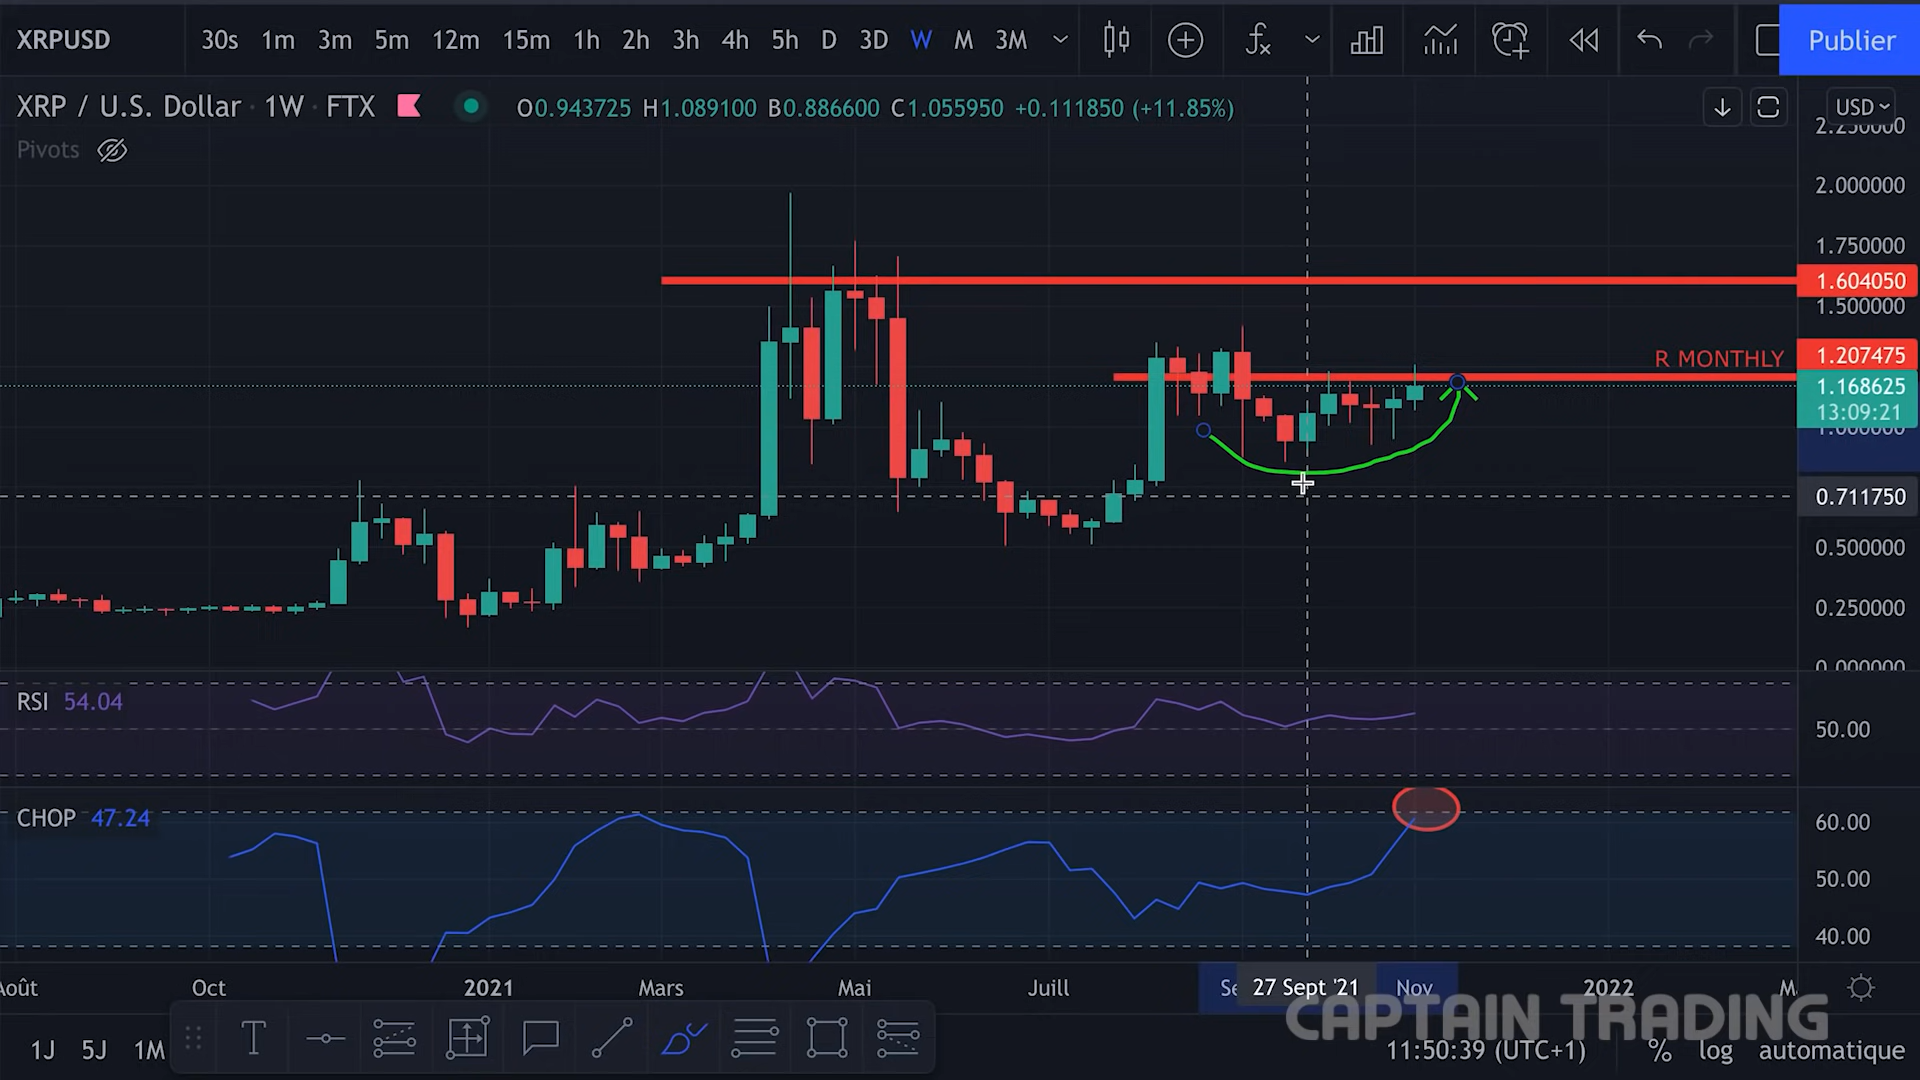 XRPUSD 30s 1m 3m 5m 12m 15m 1h 2h 3h 4h 5h D 3D W M 3M Publier
XRP / U.S. Dollar · 1W · FTX O0.943725 H1.089100 B0.886600 C1.055950 +0.111850 (+11.85%) USD
Pivots
2.250000
2.000000
1.750000
1.604050
1.500000
R MONTHLY 1.207475
1.168625
13:09:21
1.000000
0.711750
0.500000
0.250000
0.000000
RSI 54.04
50.00
CHOP 47.24
60.00
50.00
40.00
Août Oct 2021 Mars Mai Juill 27 Sept '21 Nov 2022
CAPTAIN TRADING
1J 5J 1M 11:50:39 (UTC+1) % log automatique